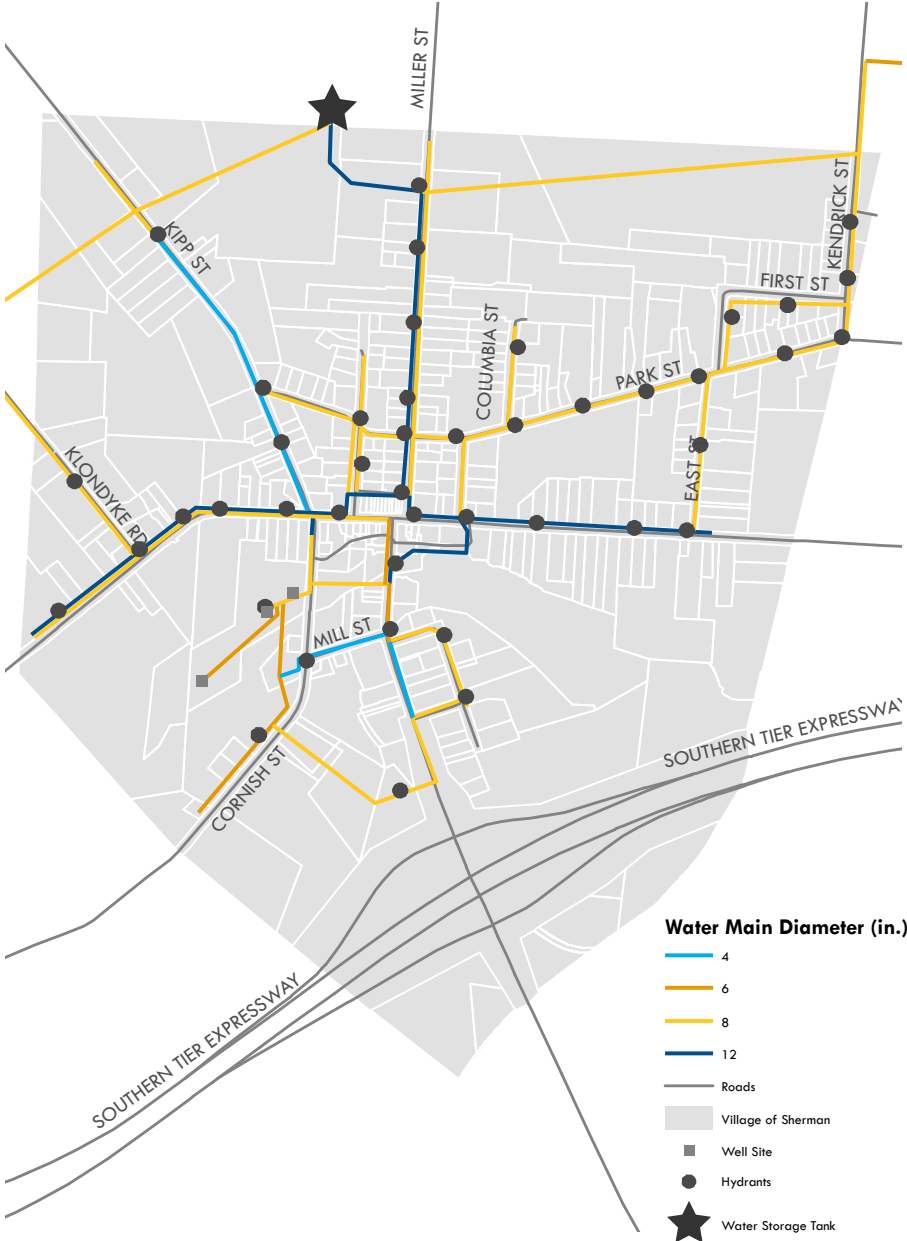 MILLER ST
KENDRICK ST
KIPP ST
FIRST ST
COLUMBIA ST
PARK ST
KLONDYKE RD
EAST ST
MILL ST
CORNISH ST
SOUTHERN TIER EXPRESSWAY
SOUTHERN TIER EXPRESSWAY
Water Main Diameter (in.)
4
6
8
12
Roads
Village of Sherman
Well Site
Hydrants
Water Storage Tank